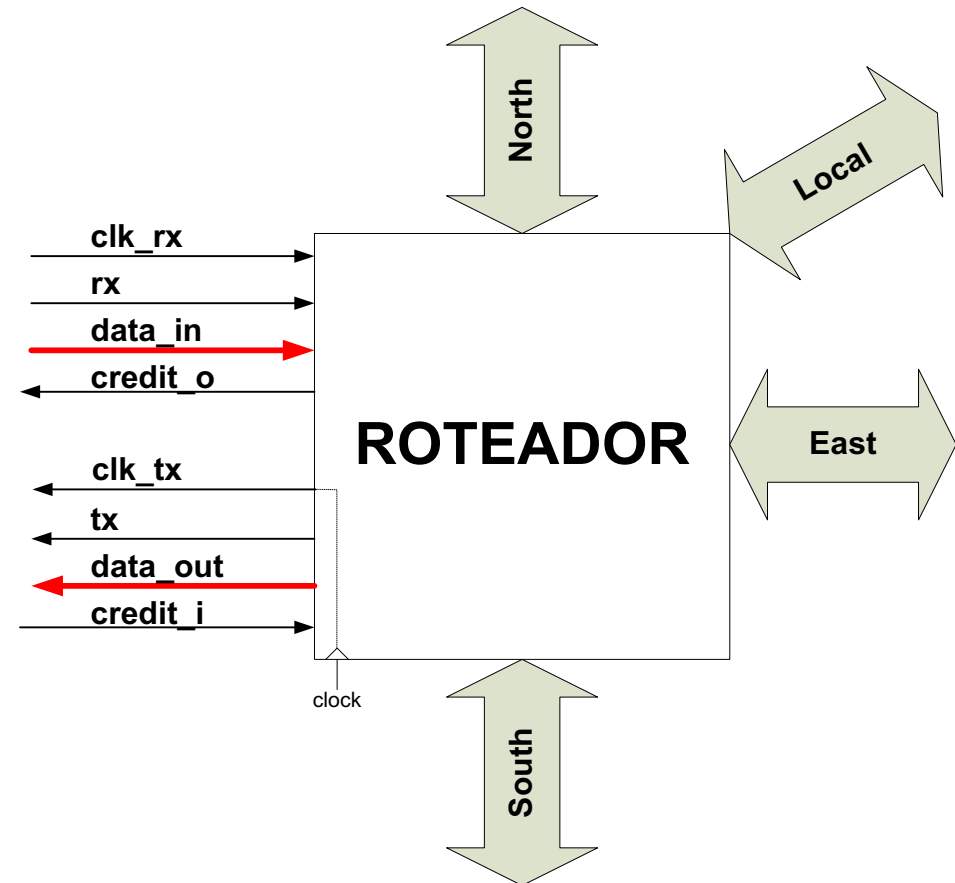 North
Local
clk_rx
rx
data_in
credit_o
ROTEADOR
East
clk_tx
tx
data_out
credit_i
clock
South